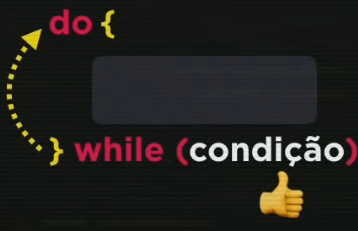 do {
} while (condição)